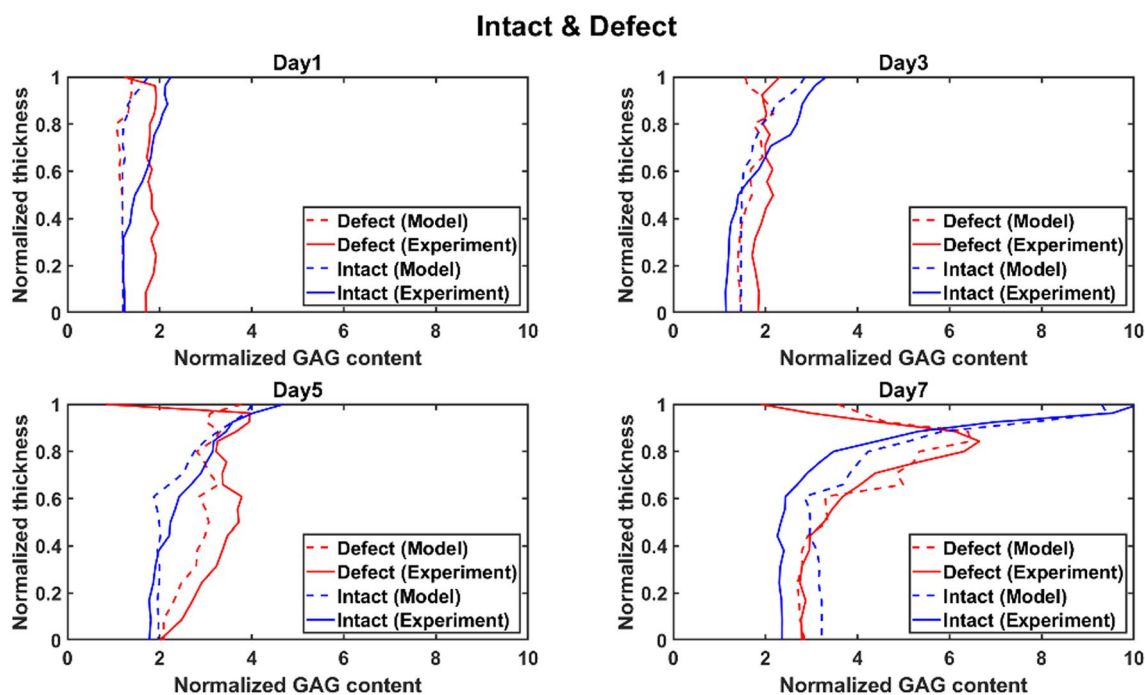 Intact & Defect
Day1
Normalized thickness
1
0.8
0.6
0.4
0.2
0
Defect (Model)
Defect (Experiment)
Intact (Model)
Intact (Experiment)
0 2 4 6 8 10
Normalized GAG content
Day3
Normalized thickness
1
0.8
0.6
0.4
0.2
0
Defect (Model)
Defect (Experiment)
Intact (Model)
Intact (Experiment)
0 2 4 6 8 10
Normalized GAG content
Day5
Normalized thickness
1
0.8
0.6
0.4
0.2
0
Defect (Model)
Defect (Experiment)
Intact (Model)
Intact (Experiment)
0 2 4 6 8 10
Normalized GAG content
Day7
Normalized thickness
1
0.8
0.6
0.4
0.2
0
Defect (Model)
Defect (Experiment)
Intact (Model)
Intact (Experiment)
0 2 4 6 8 10
Normalized GAG content